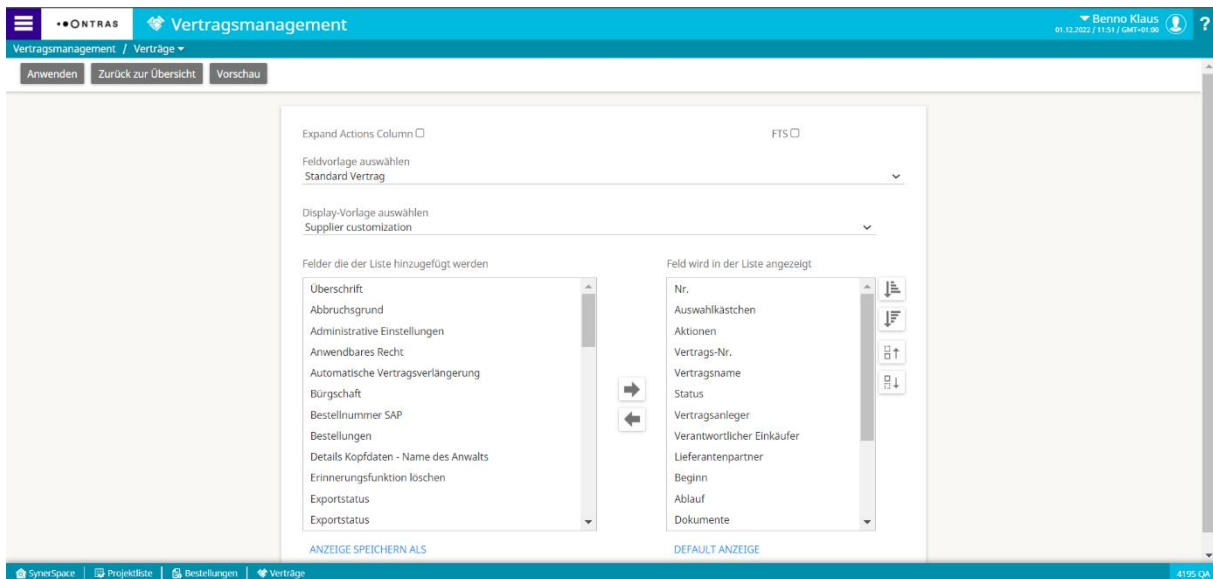 ONTRAS
Vertragsmanagement
Benno Klaus
01.12.2022 / 11:51 / GMT+01:00
?
Vertragsmanagement / Verträge
Anwenden
Zurück zur Übersicht
Vorschau
Expand Actions Column
FTS
Feldvorlage auswählen
Standard Vertrag
Display-Vorlage auswählen
Supplier customization
Felder die der Liste hinzugefügt werden
Überschrift
Abbruchsgrund
Administrative Einstellungen
Anwendbares Recht
Automatische Vertragsverlängerung
Bürgschaft
Bestellnummer SAP
Bestellungen
Details Kopfdaten - Name des Anwalts
Erinnerungsfunktion löschen
Exportstatus
Exportstatus
Feld wird in der Liste angezeigt
Nr.
Auswahlkästchen
Aktionen
Vertrags-Nr.
Vertragsname
Status
Vertragsanleger
Verantwortlicher Einkäufer
Lieferantenpartner
Beginn
Ablauf
Dokumente
ANZEIGE SPEICHERN ALS
DEFAULT ANZEIGE
SynerSpace
Projektliste
Bestellungen
Verträge
4195 QA